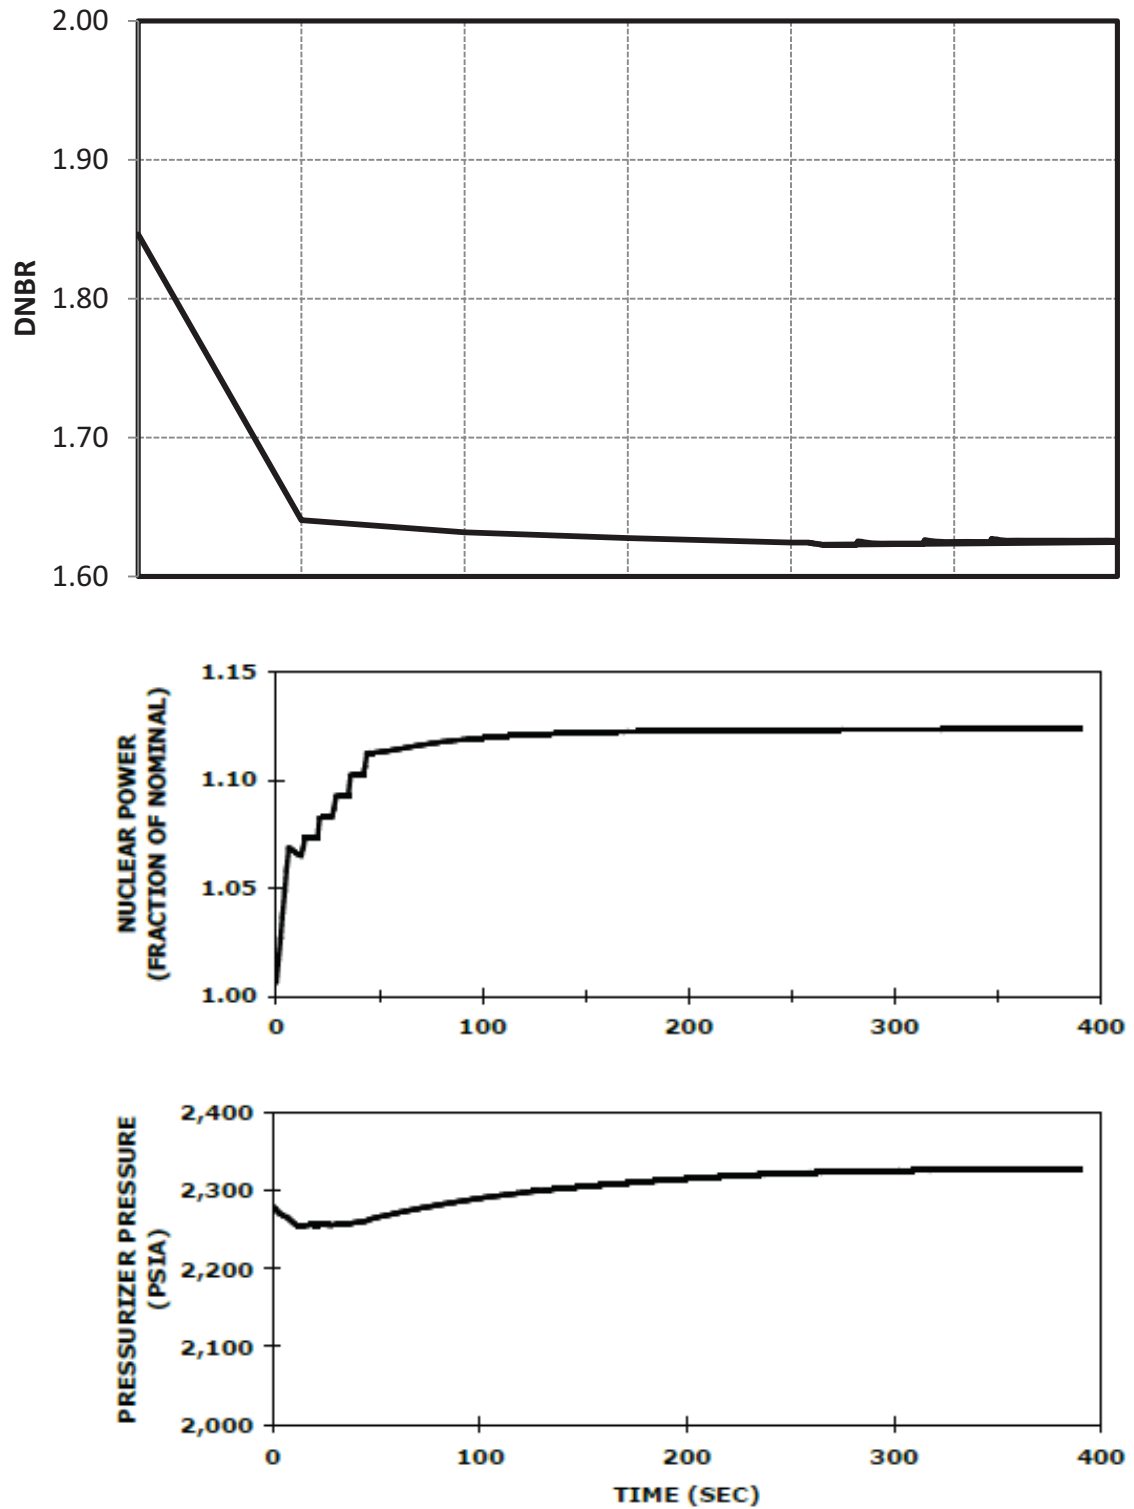 2.00
1.90
1.80
1.70
1.60
DNBR
1.15
1.10
1.05
1.00
NUCLEAR POWER
(FRACTION OF NOMINAL)
0 100 200 300 400
2,400
2,300
2,200
2,100
2,000
PRESSURIZER PRESSURE
(PSIA)
0 100 200 300 400
TIME (SEC)